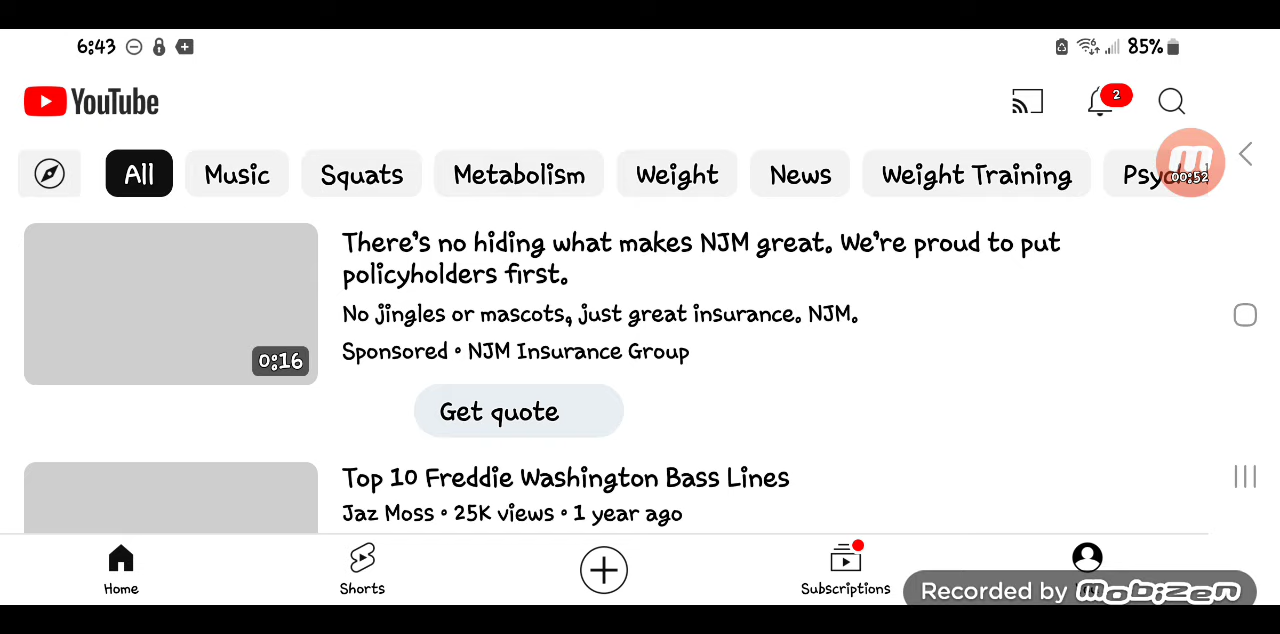 6:43
85%
YouTube
2
All Music Squats Metabolism Weight News Weight Training
00:52
There's no hiding what makes NJM great. We're proud to put
policyholders first.
No jingles or mascots, just great insurance. NJM.
Sponsored • NJM Insurance Group
0:16
Get quote
Top 10 Freddie Washington Bass Lines
Jaz Moss • 25K views • 1 year ago
Home Shorts Subscriptions
Recorded by mobizen